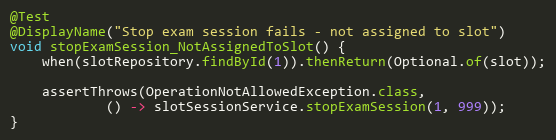 @Test
@DisplayName("Stop exam session fails - not assigned to slot")
void stopExamSession_NotAssignedToSlot() {
    when(slotRepository.findById(1)).thenReturn(Optional.of(slot));

    assertThrows(OperationNotAllowedException.class,
            () -> slotSessionService.stopExamSession(1, 999));
}